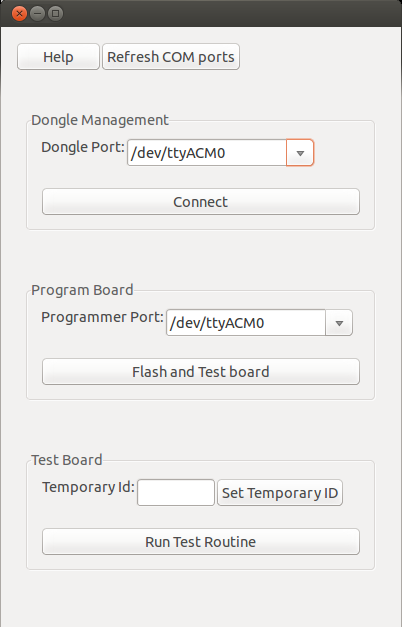 Help Refresh COM ports
Dongle Management
Dongle Port: /dev/ttyACM0
Connect
Program Board
Programmer Port: /dev/ttyACM0
Flash and Test board
Test Board
Temporary Id: Set Temporary ID
Run Test Routine